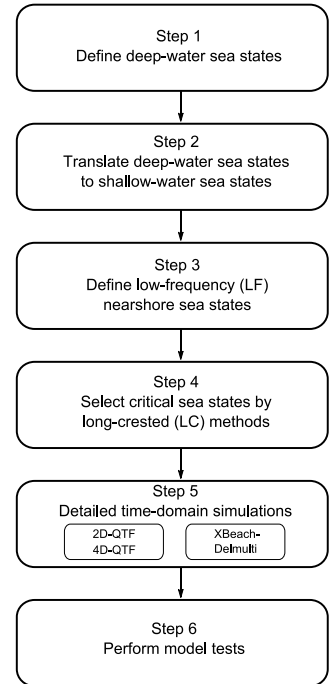 Step 1
Define deep-water sea states
Step 2
Translate deep-water sea states
to shallow-water sea states
Step 3
Define low-frequency (LF)
nearshore sea states
Step 4
Select critical sea states by
long-crested (LC) methods
Step 5
Detailed time-domain simulations
2D-QTF
4D-QTF
XBeach-
Delmulti
Step 6
Perform model tests